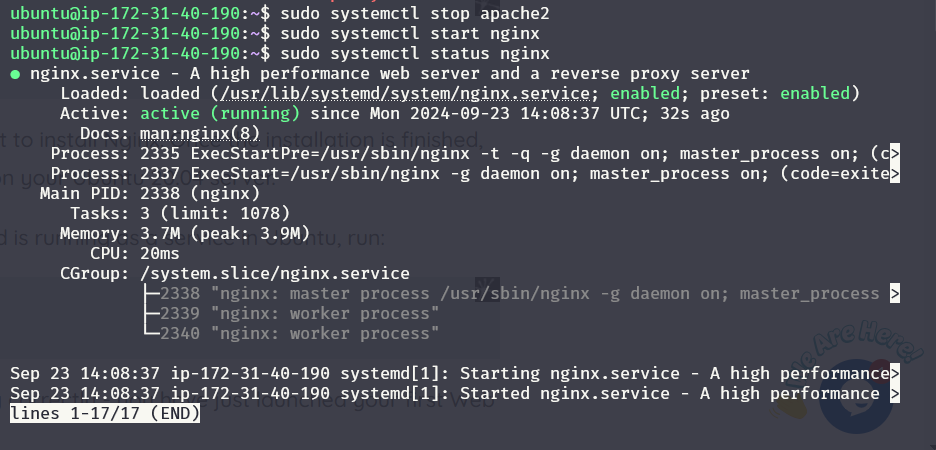 ubuntu@ip-172-31-40-190:~$ sudo systemctl stop apache2
ubuntu@ip-172-31-40-190:~$ sudo systemctl start nginx
ubuntu@ip-172-31-40-190:~$ sudo systemctl status nginx
● nginx.service - A high performance web server and a reverse proxy server
     Loaded: loaded (/usr/lib/systemd/system/nginx.service; enabled; preset: enabled)
     Active: active (running) since Mon 2024-09-23 14:08:37 UTC; 32s ago
       Docs: man:nginx(8)
    Process: 2335 ExecStartPre=/usr/sbin/nginx -t -q -g daemon on; master_process on; (c>
    Process: 2337 ExecStart=/usr/sbin/nginx -g daemon on; master_process on; (code=exite>
   Main PID: 2338 (nginx)
      Tasks: 3 (limit: 1078)
     Memory: 3.7M (peak: 3.9M)
        CPU: 20ms
     CGroup: /system.slice/nginx.service
             ├─2338 "nginx: master process /usr/sbin/nginx -g daemon on; master_process >
             ├─2339 "nginx: worker process"
             └─2340 "nginx: worker process"
Sep 23 14:08:37 ip-172-31-40-190 systemd[1]: Starting nginx.service - A high performance>
Sep 23 14:08:37 ip-172-31-40-190 systemd[1]: Started nginx.service - A high performance >
lines 1-17/17 (END)
We Are Here!